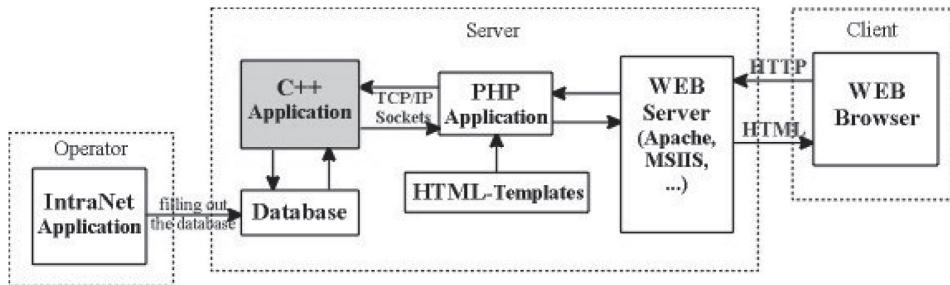 Server
Client
C++
Application
TCP/IP
Sockets
PHP
Application
WEB
Server
(Apache,
MSIIS,
...)
HTTP
HTML
WEB
Browser
Operator
IntraNet
Application
filling out
the database
Database
HTML-Templates